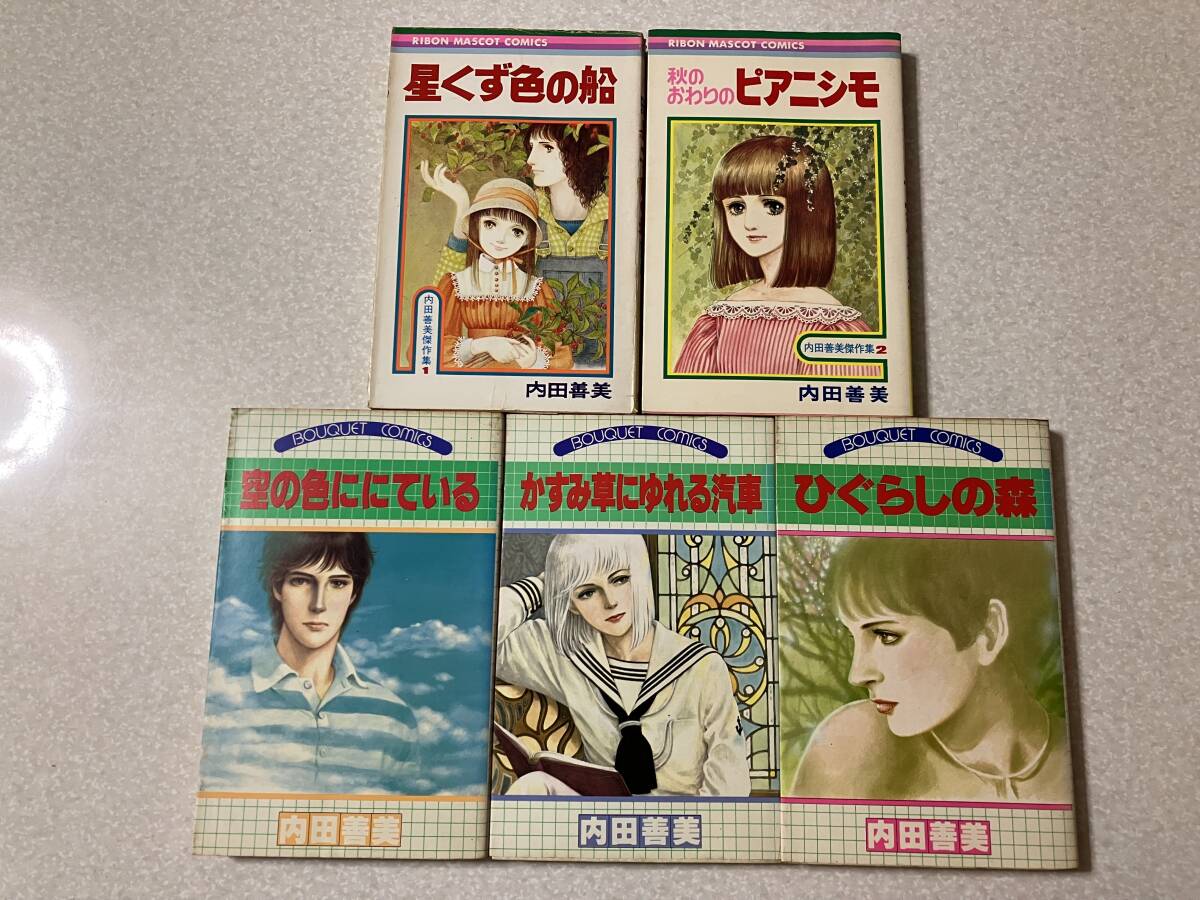 RIBON MASCOT COMICS
星くず色の船
内田善美傑作集1
内田善美
RIBON MASCOT COMICS
秋の
おわりの
ピアニシモ
内田善美傑作集2
内田善美
BOUQUET COMICS
空の色ににている
内田善美
BOUQUET COMICS
かすみ草にゆれる汽車
内田善美
BOUQUET COMICS
ひぐらしの森
内田善美